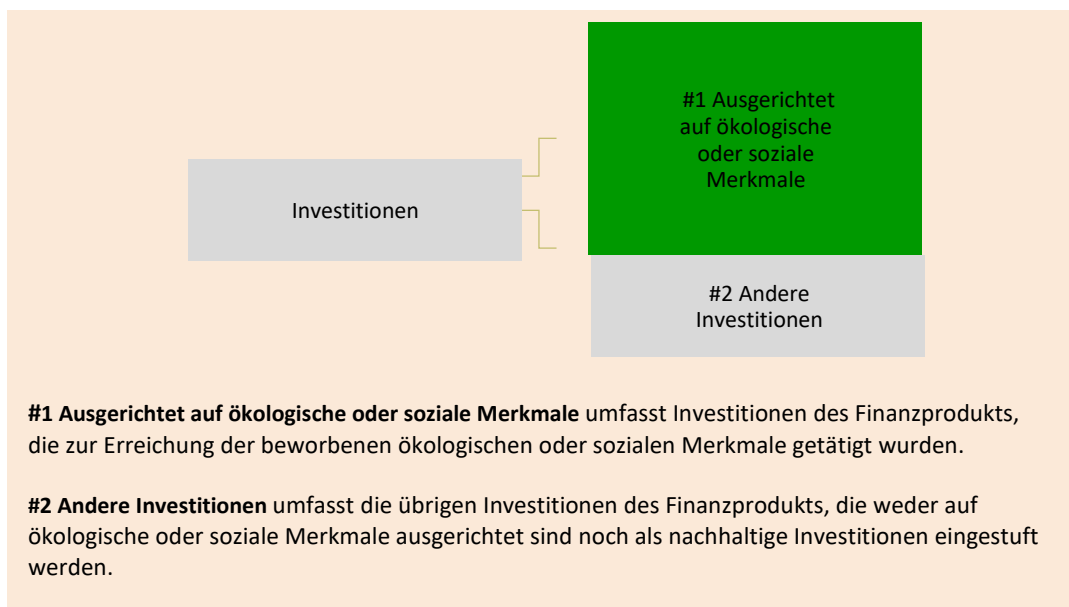 #1 Ausgerichtet
auf ökologische
oder soziale
Merkmale
Investitionen
#2 Andere
Investitionen
#1 Ausgerichtet auf ökologische oder soziale Merkmale umfasst Investitionen des Finanzprodukts,
die zur Erreichung der beworbenen ökologischen oder sozialen Merkmale getätigt wurden.
#2 Andere Investitionen umfasst die übrigen Investitionen des Finanzprodukts, die weder auf
ökologische oder soziale Merkmale ausgerichtet sind noch als nachhaltige Investitionen eingestuft
werden.